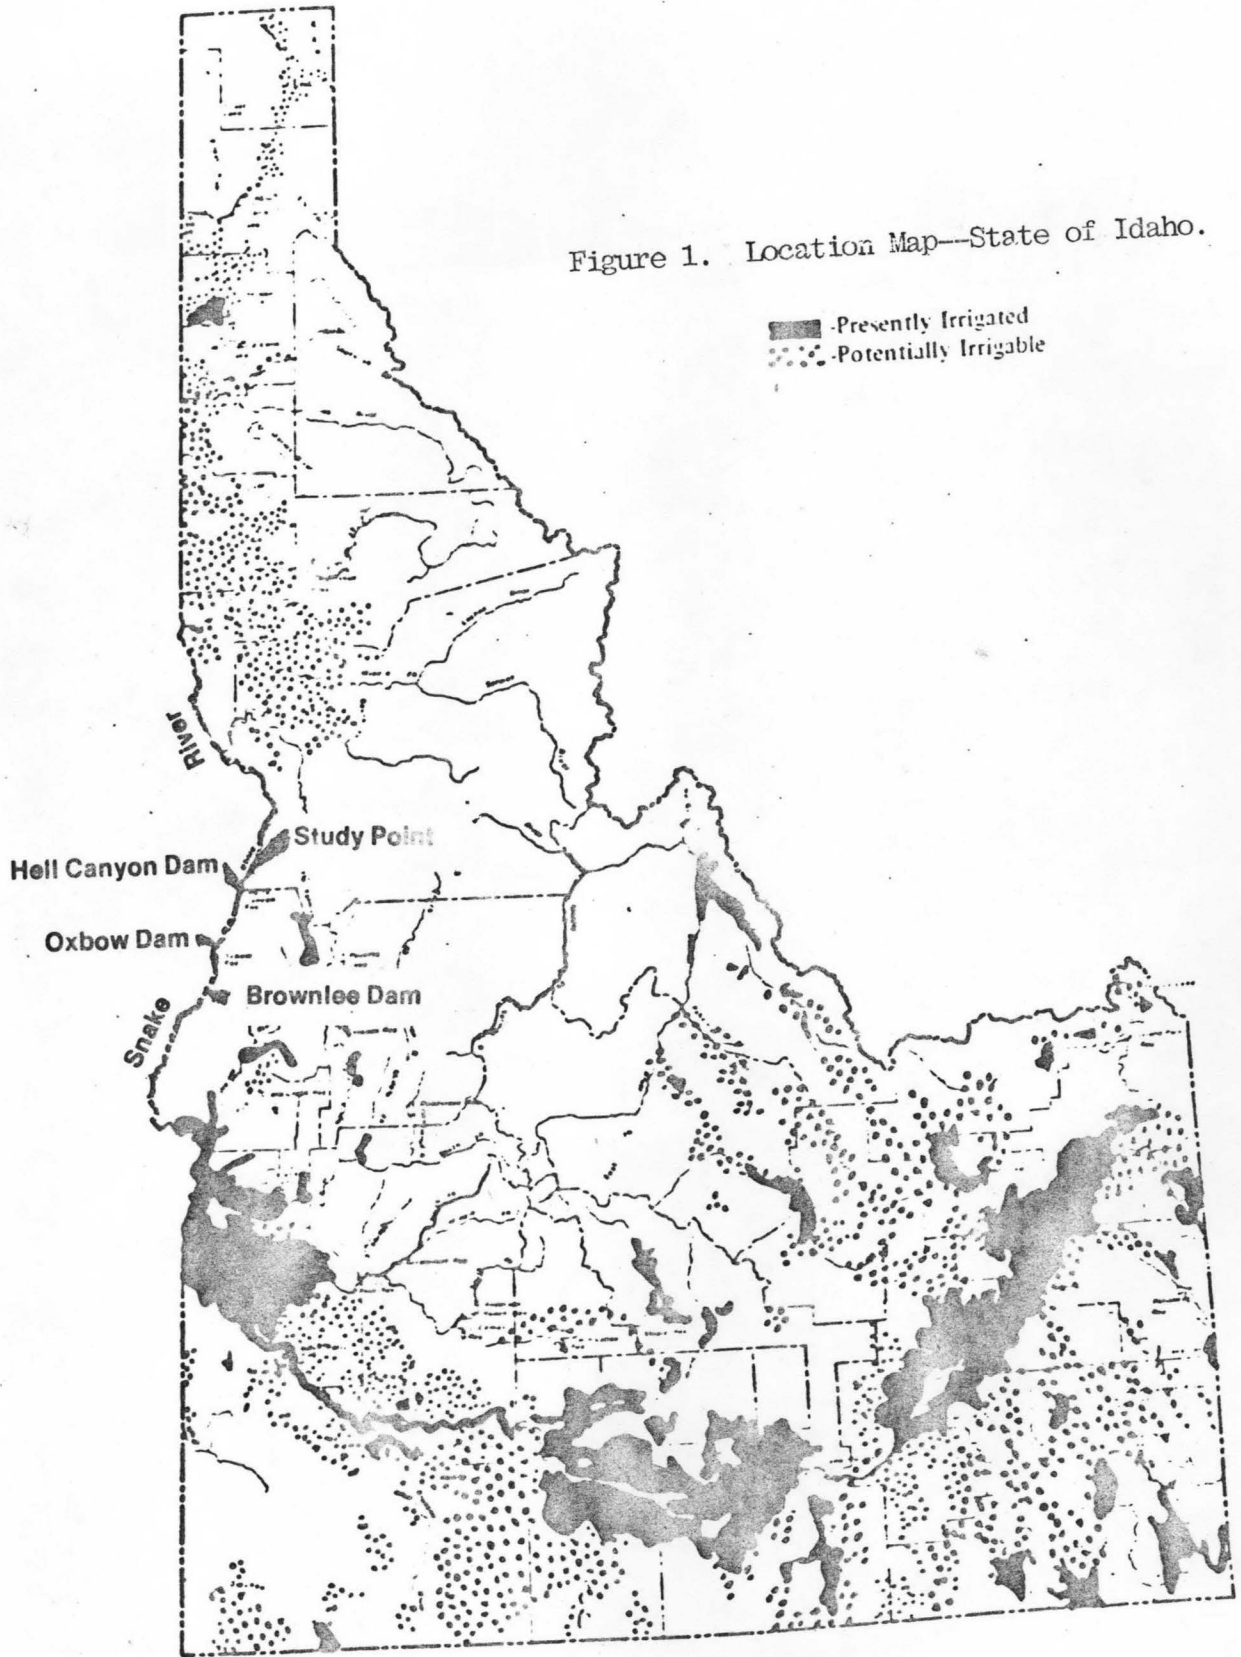 Figure 1. Location Map--State of Idaho.
-Presently Irrigated
-Potentially Irrigable
River
Study Point
Hell Canyon Dam
Oxbow Dam
Brownlee Dam
Snake